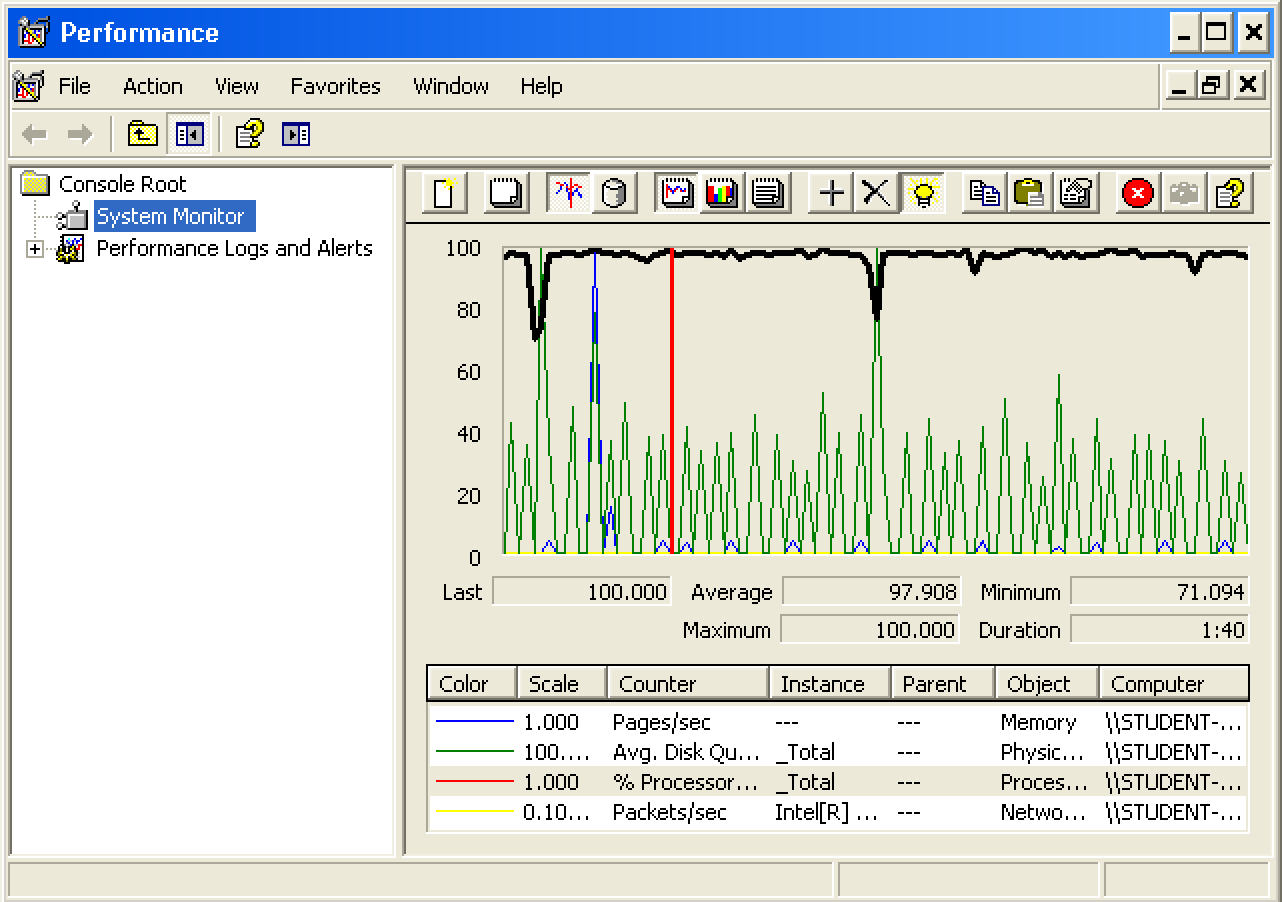 Performance
File Action View Favorites Window Help
Console Root
System Monitor
Performance Logs and Alerts
100
80
60
40
20
0
Last 100.000 Average 97.908 Minimum 71.094
Maximum 100.000 Duration 1:40
Color Scale Counter Instance Parent Object Computer
1.000 Pages/sec --- --- Memory \\STUDENT-...
100.... Avg. Disk Qu... _Total --- Physic... \\STUDENT-...
1.000 % Processor... _Total --- Proces... \\STUDENT-...
0.10... Packets/sec Intel[R] ... --- Netwo... \\STUDENT-...